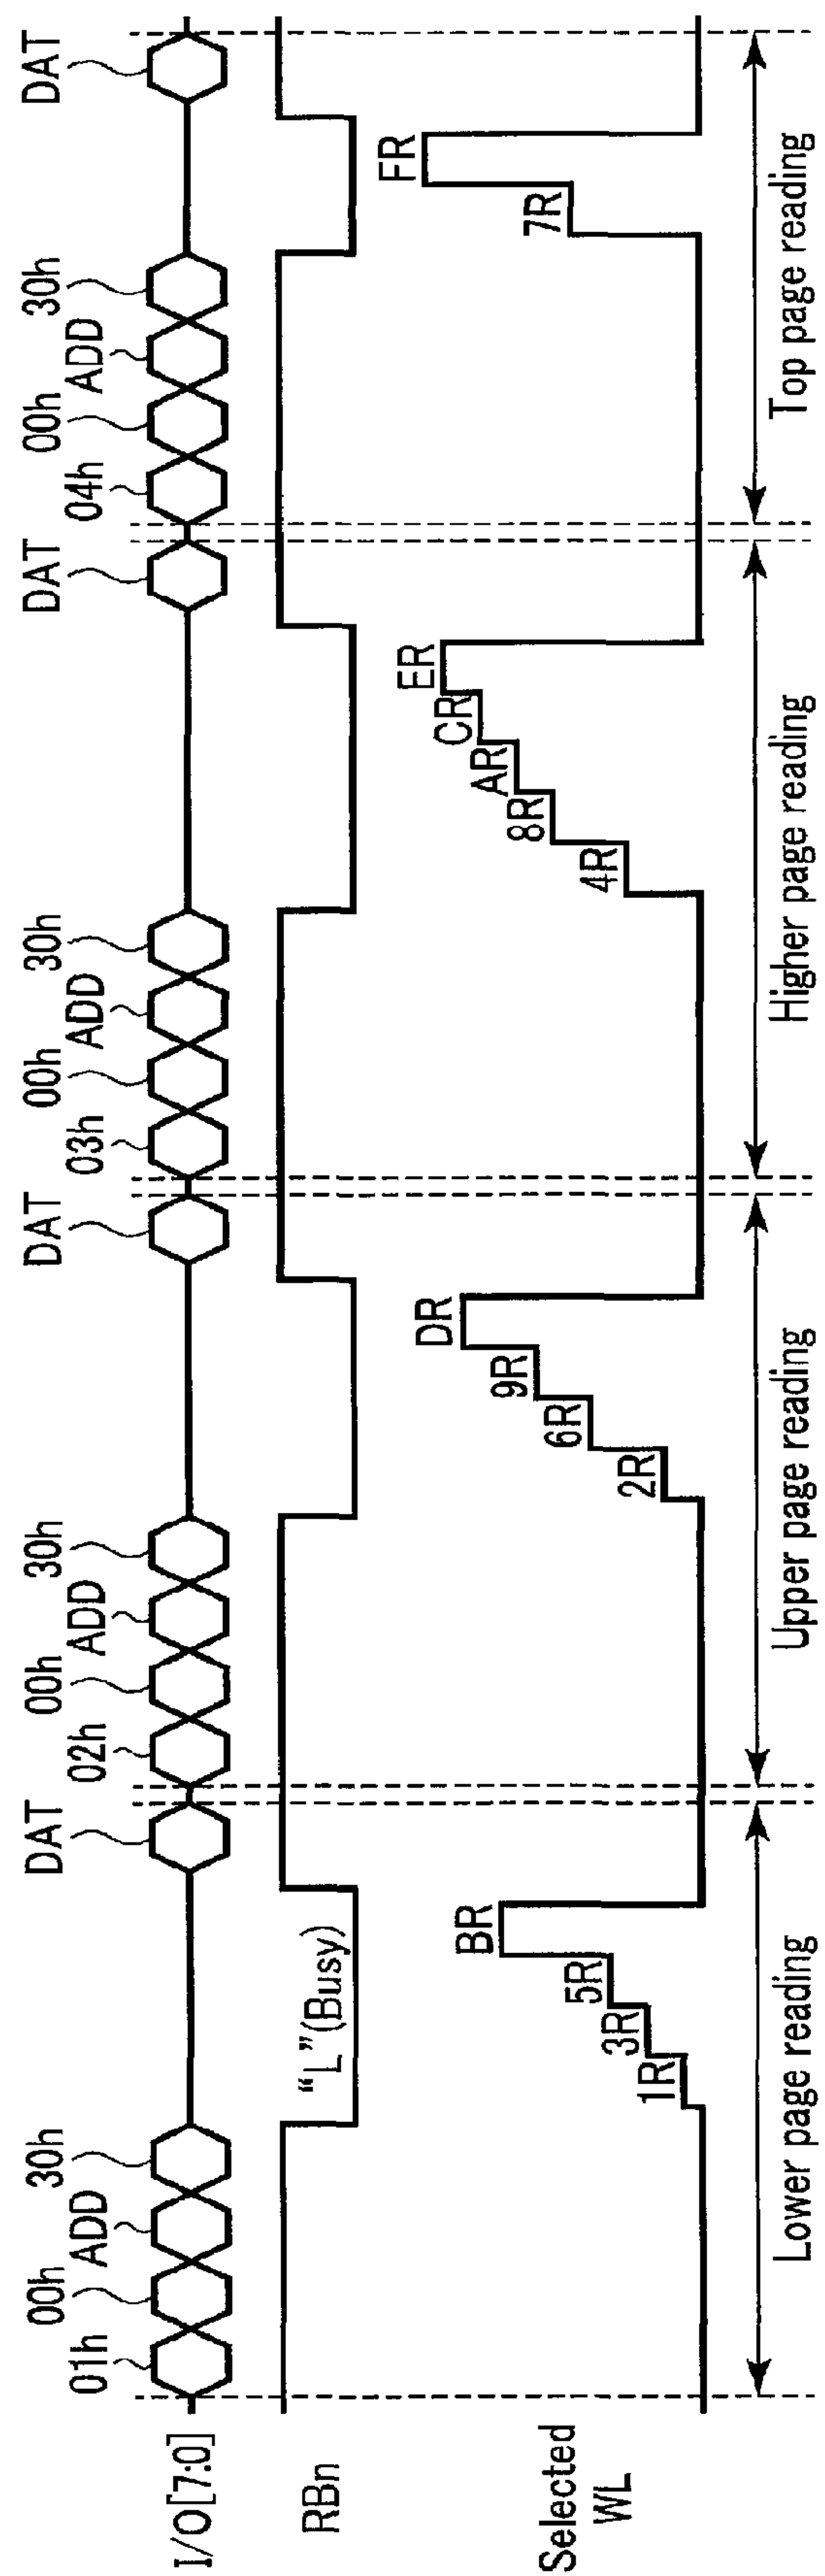 I/O[7:0]
01h
00h
ADD
30h
DAT
02h
00h
ADD
30h
DAT
03h
00h
ADD
30h
DAT
04h
00h
ADD
30h
DAT
RBn
“L”(Busy)
Selected
WL
1R
3R
5R
BR
2R
6R
9R
DR
4R
8R
AR
CR
ER
7R
FR
Lower page reading
Upper page reading
Higher page reading
Top page reading